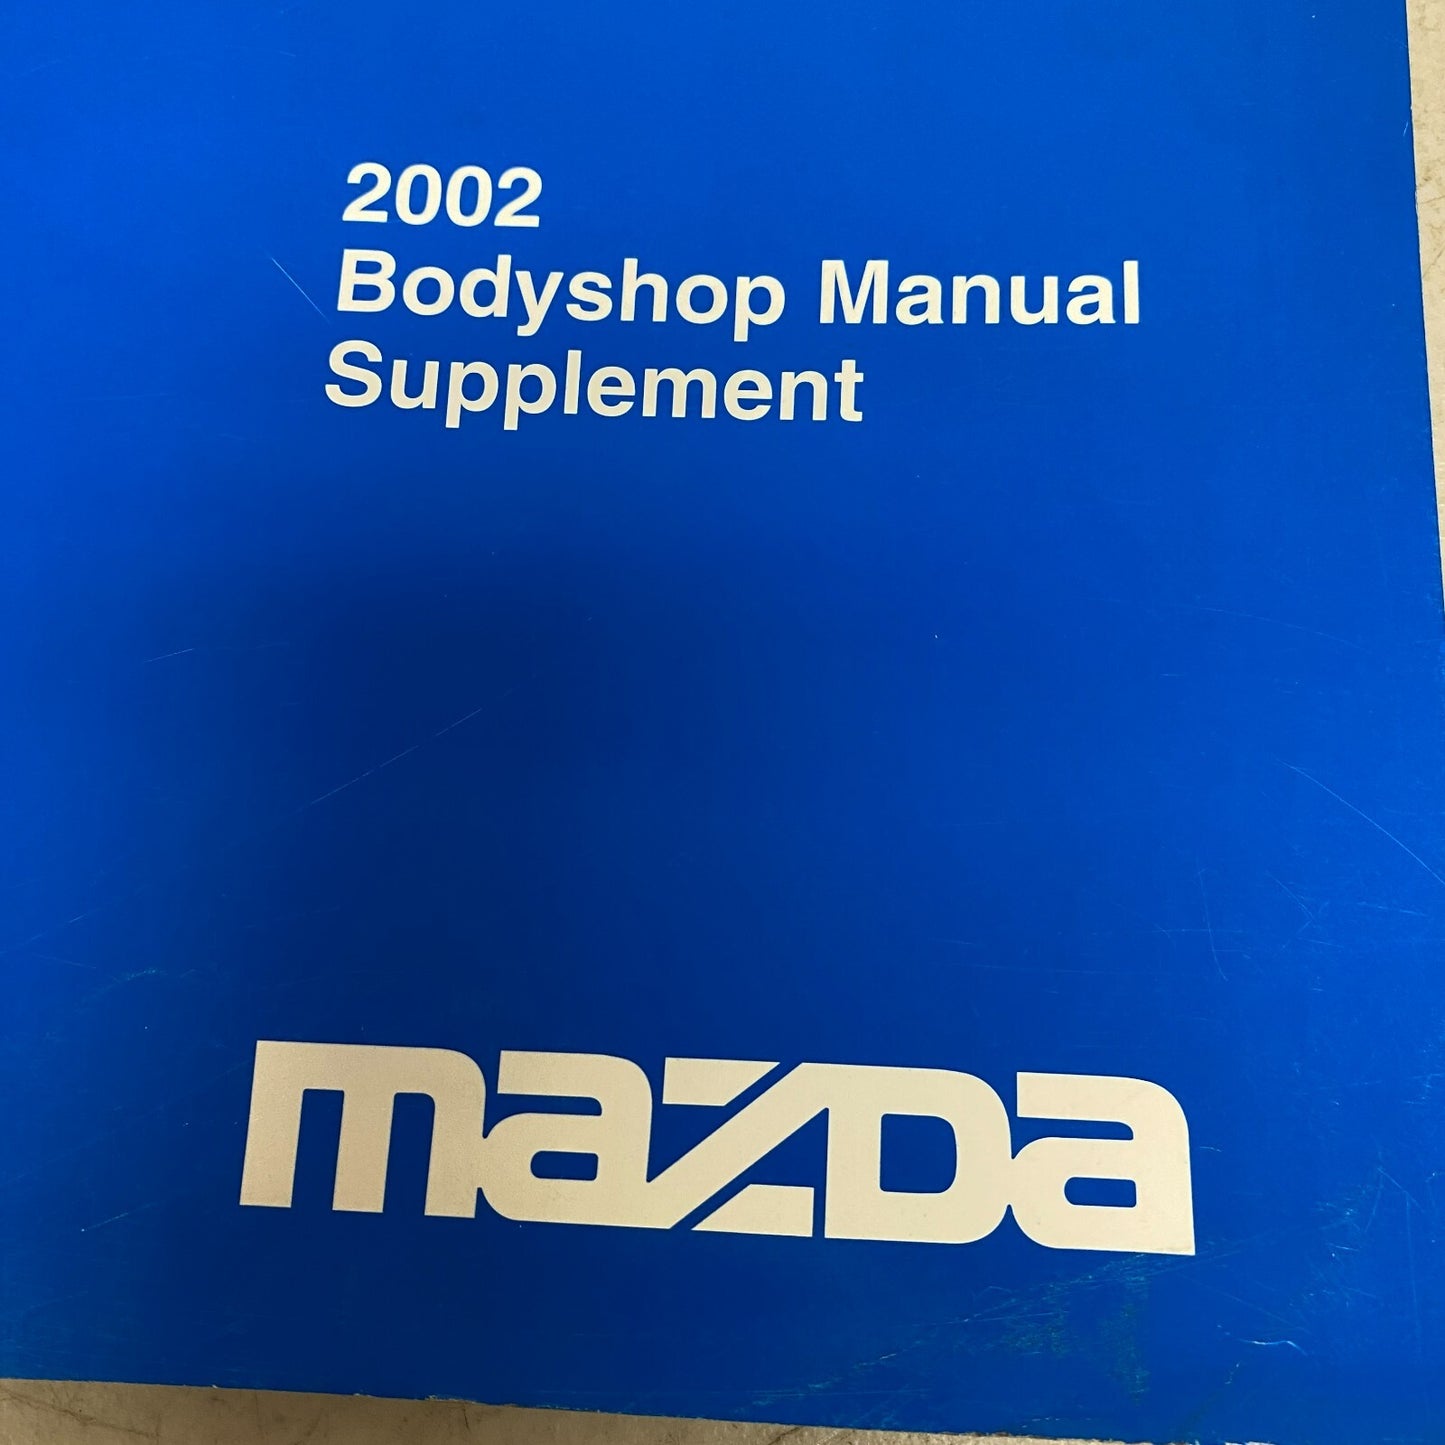 2002
Bodyshop Manual
Supplement
mazDa